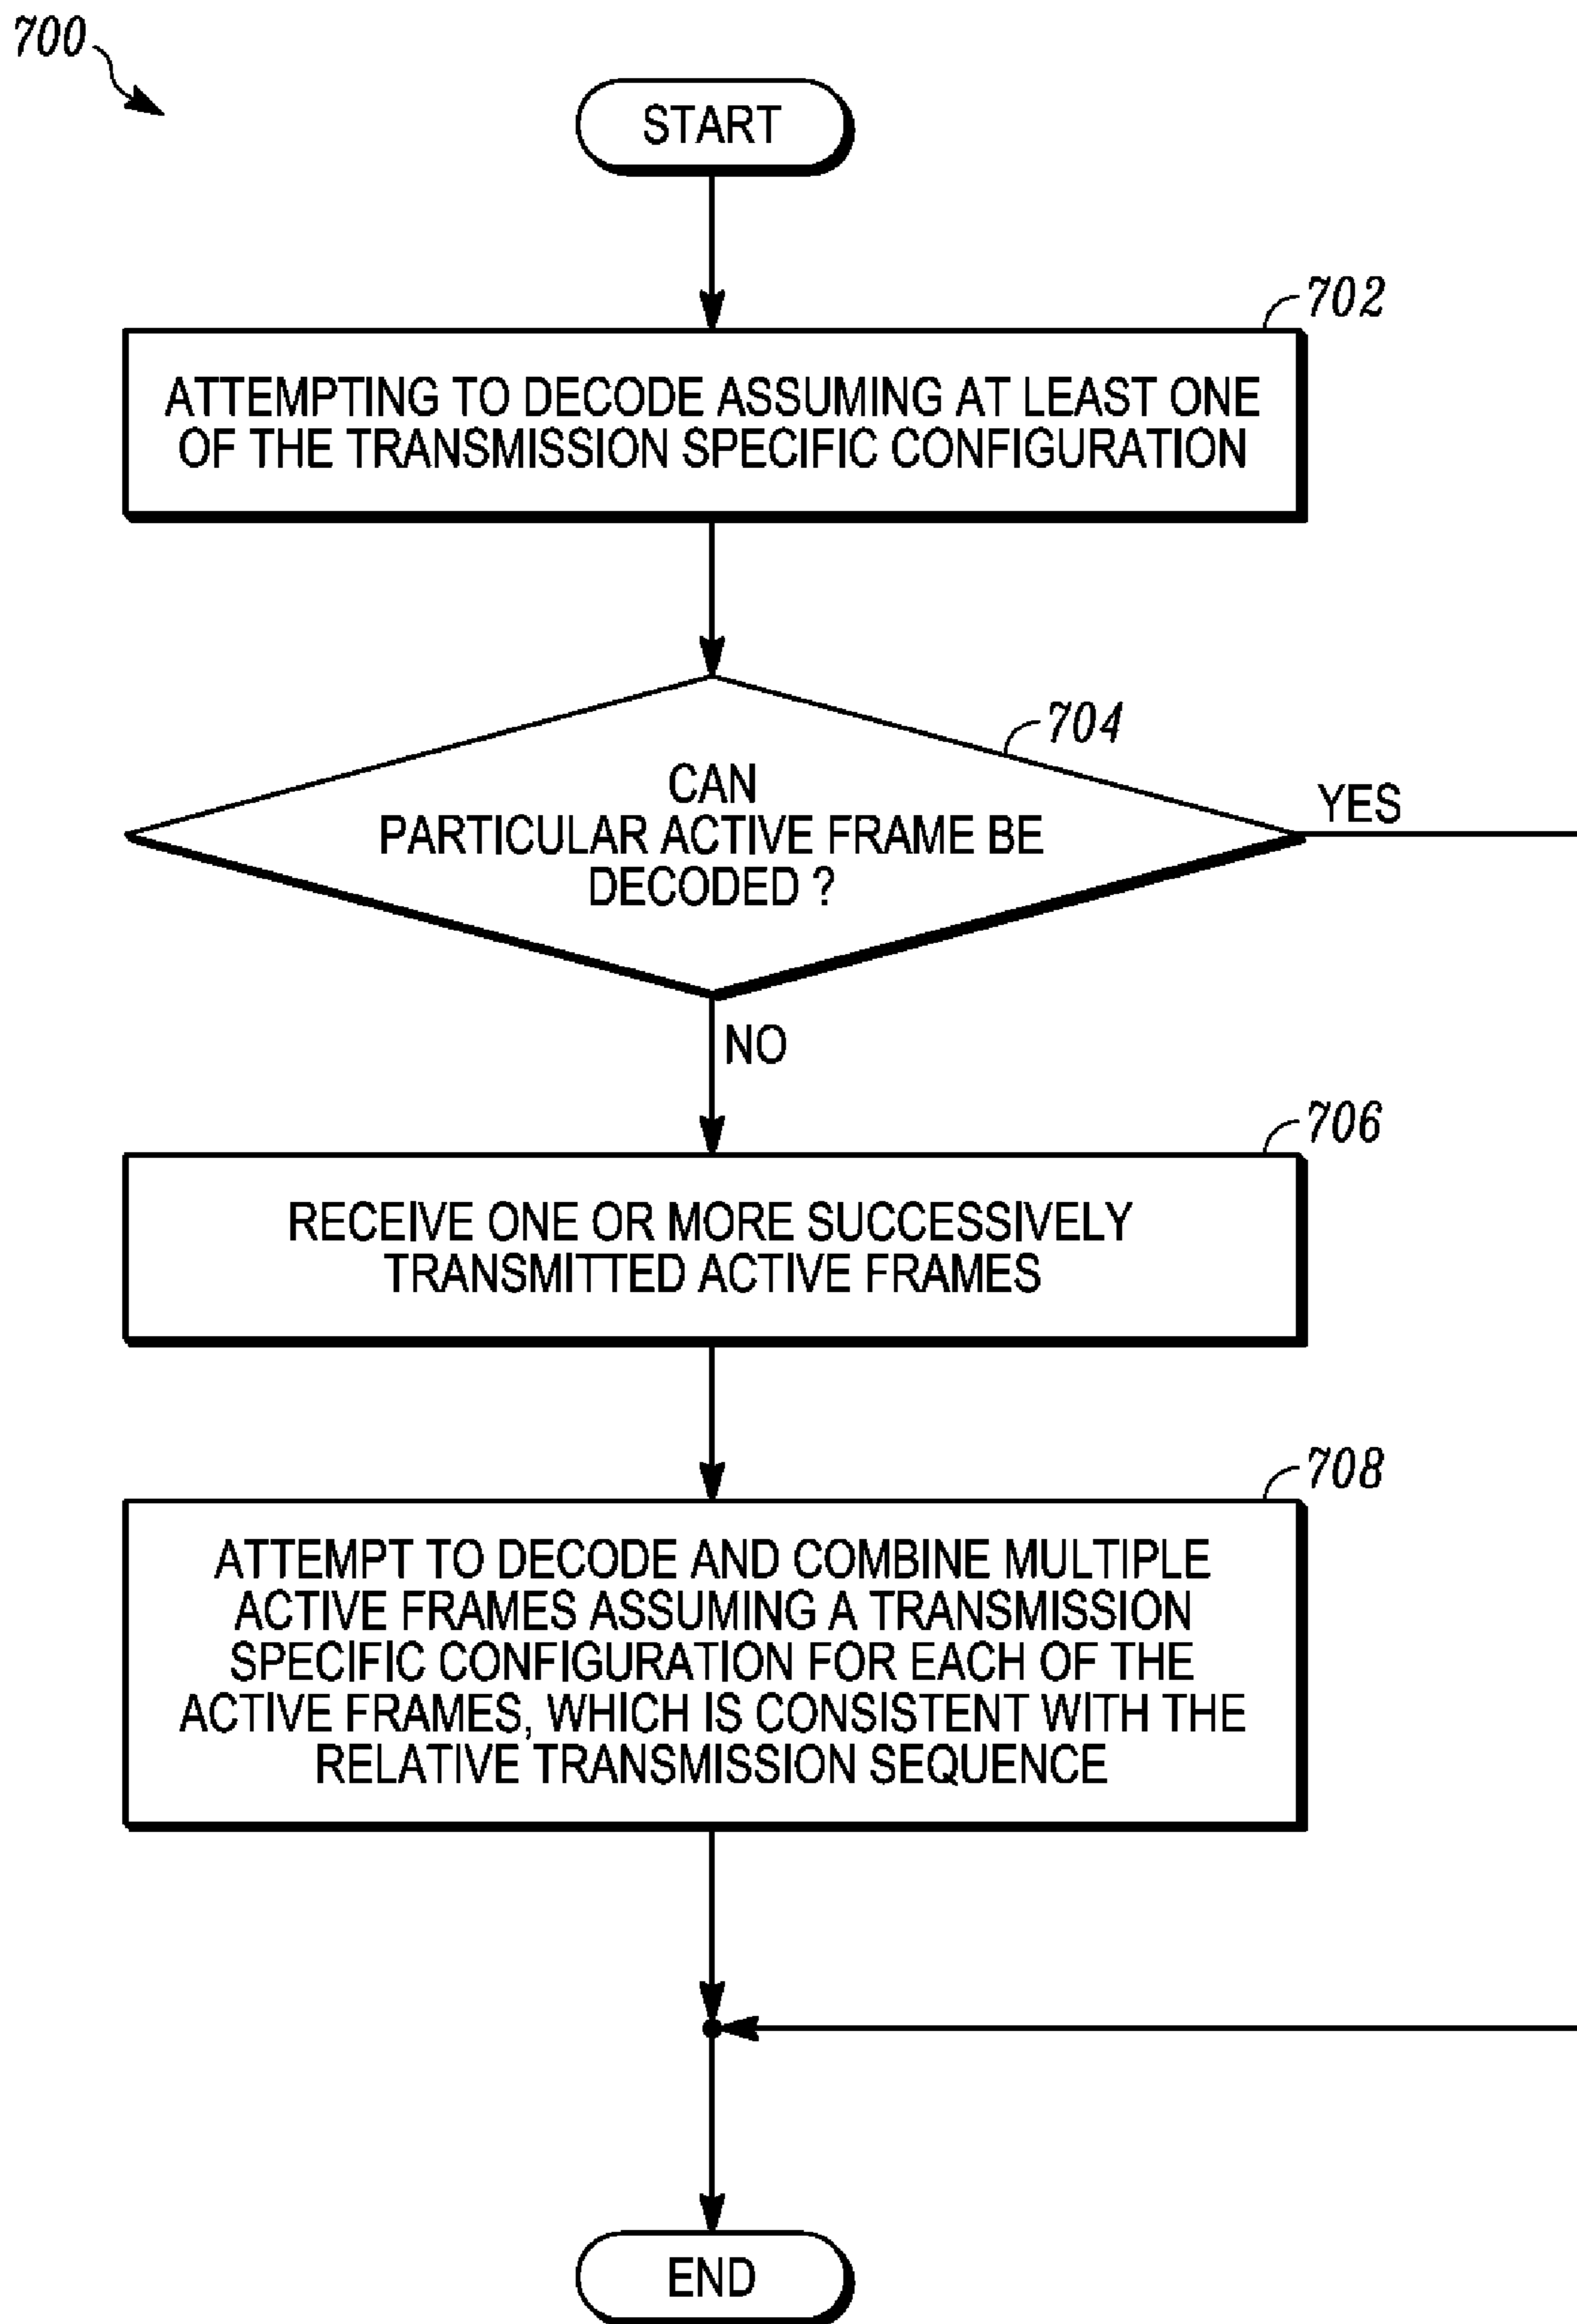 700
START
702
ATTEMPTING TO DECODE ASSUMING AT LEAST ONE
OF THE TRANSMISSION SPECIFIC CONFIGURATION
704
CAN
PARTICULAR ACTIVE FRAME BE
DECODED ?
YES
NO
706
RECEIVE ONE OR MORE SUCCESSIVELY
TRANSMITTED ACTIVE FRAMES
708
ATTEMPT TO DECODE AND COMBINE MULTIPLE
ACTIVE FRAMES ASSUMING A TRANSMISSION
SPECIFIC CONFIGURATION FOR EACH OF THE
ACTIVE FRAMES, WHICH IS CONSISTENT WITH THE
RELATIVE TRANSMISSION SEQUENCE
END